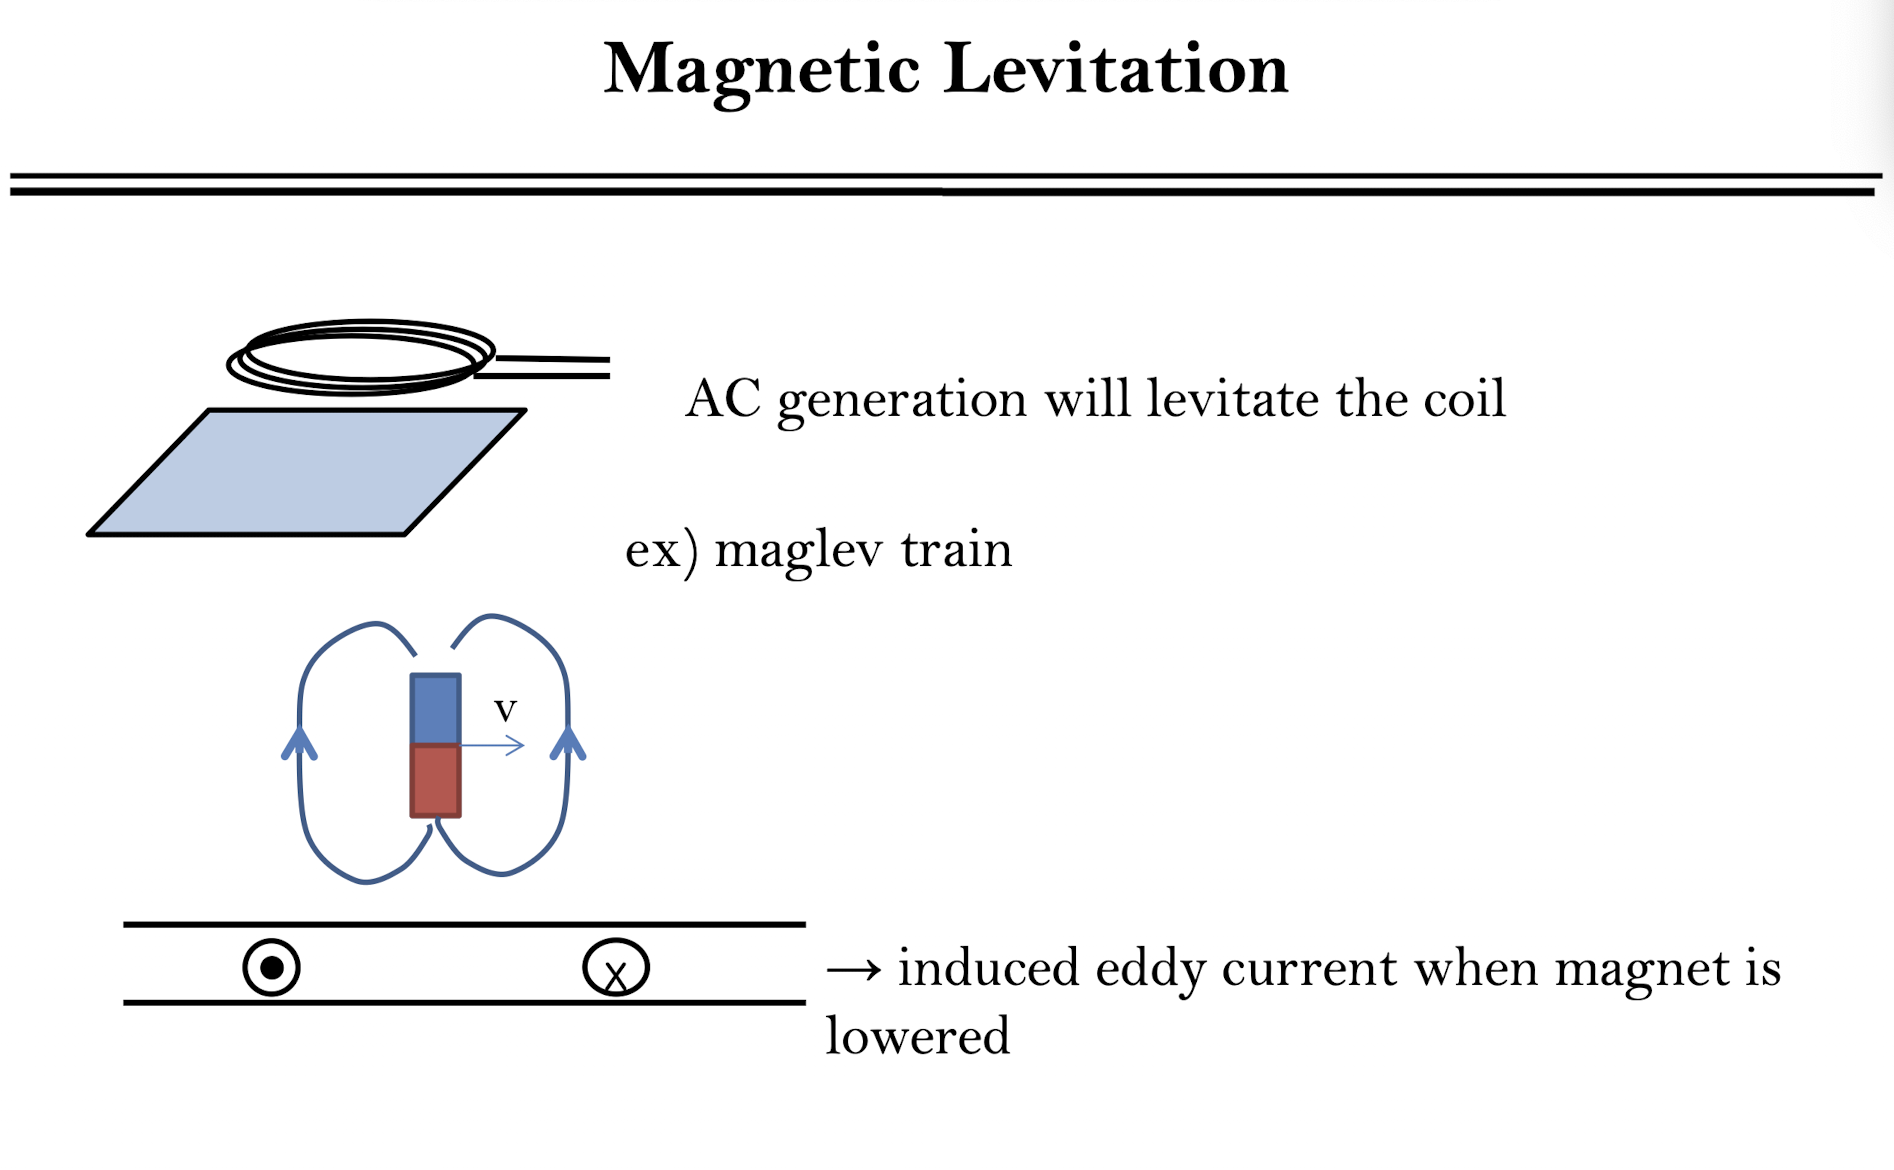 Magnetic Levitation
AC generation will levitate the coil
ex) maglev train
v
X
→ induced eddy current when magnet is
lowered